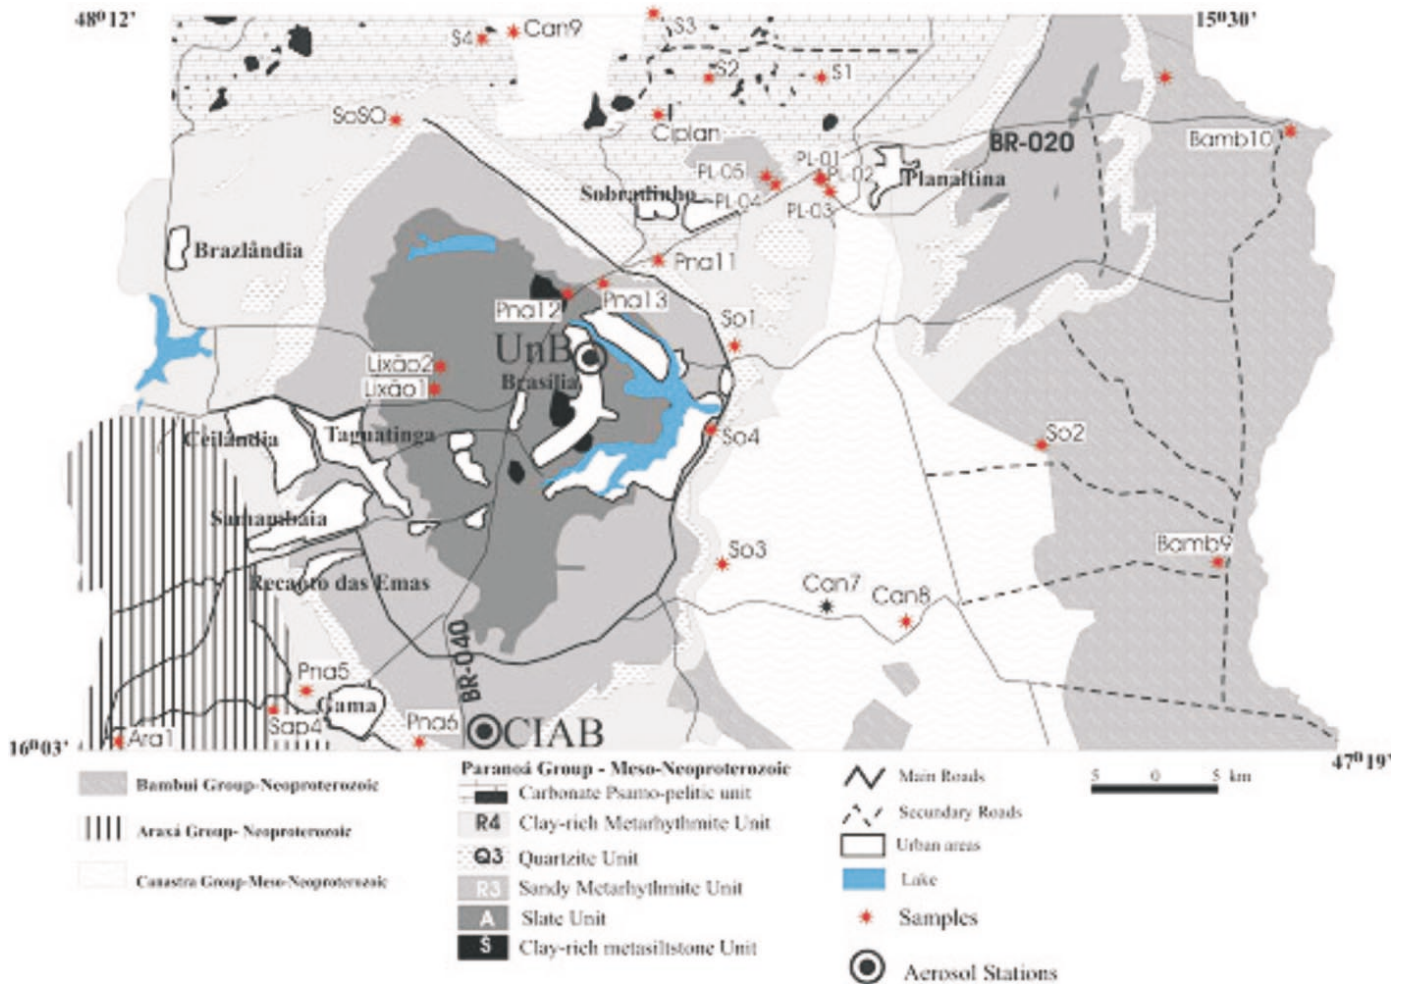 48º12’
15º30’
S4
Can9
S3
S2
S1
SoSO
Ciplan
BR-020
Bamb10
PL-05
PL-01
PL-02
Planaltina
Sobradinho
PL-04
PL-03
Brazlândia
Pna11
Pna12
Pna13
So1
UnB
Lixão2
Brasília
Lixão1
Ceilândia
Taguatinga
So4
So2
Samambaia
So3
Bamb9
Recanto das Emas
Can7
Can8
BR-040
Pna5
Gama
Sap4
Pna6
CIAB
Ara1
16º03’
47º19’
Bambui Group-Neoproterozoic
Araxá Group- Neoproterozoic
Canastra Group-Meso-Neoproterozoic
Paranoá Group - Meso-Neoproterozoic
Carbonate Psamo-pelitic unit
R4 Clay-rich Metarhythmite Unit
Q3 Quartzite Unit
R3 Sandy Metarhythmite Unit
A Slate Unit
S Clay-rich metasiltstone Unit
Main Roads
Secundary Roads
Urban areas
Lake
Samples
Aerosol Stations
5 0 5 km